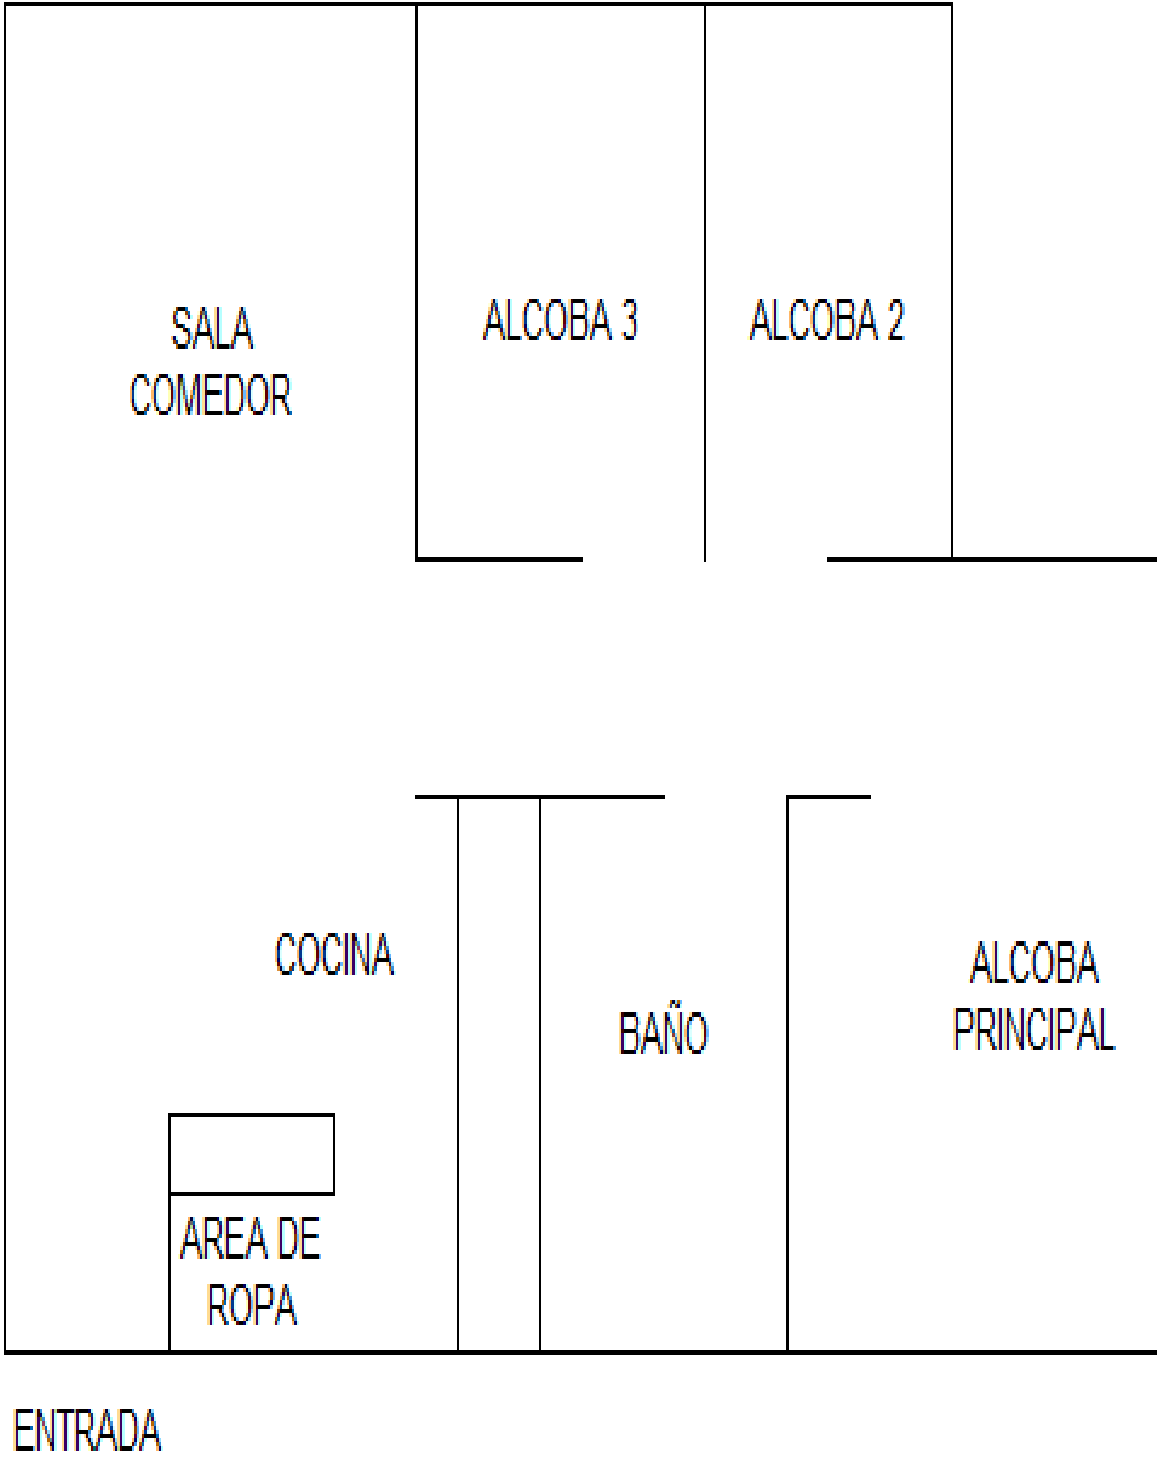 SALA
COMEDOR
ALCOBA 3
ALCOBA 2
COCINA
BAÑO
ALCOBA
PRINCIPAL
AREA DE
ROPA
ENTRADA